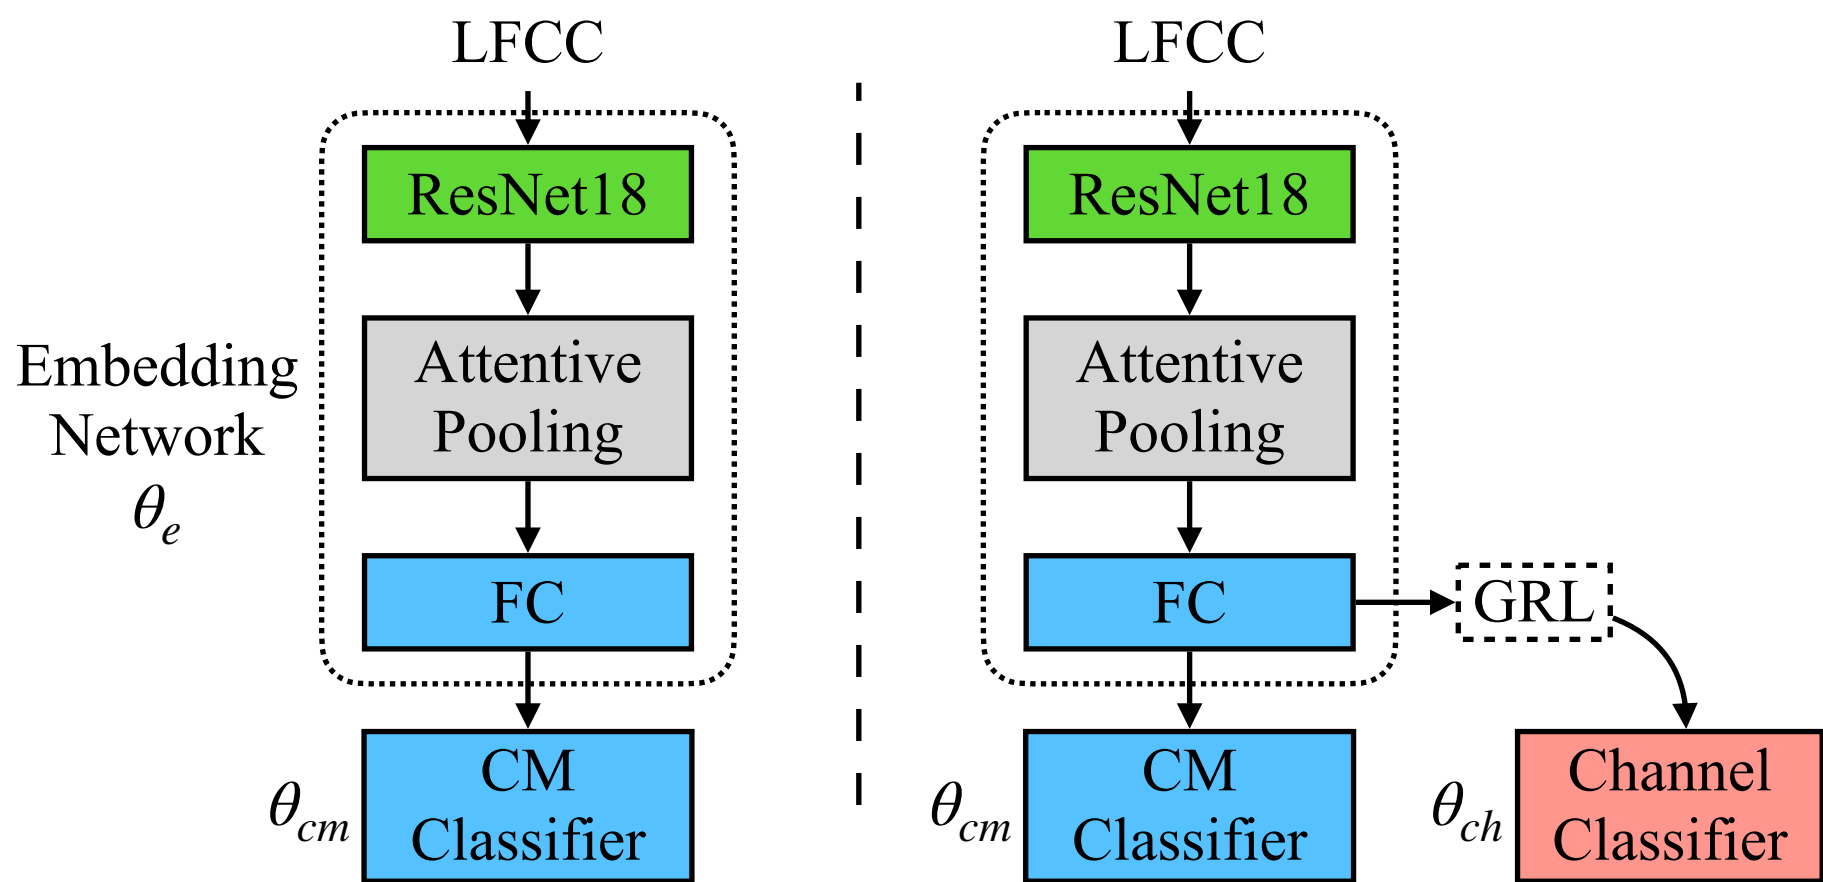 LFCC
ResNet18
Embedding
Network
θe
Attentive
Pooling
FC
θcm
CM
Classifier
LFCC
ResNet18
Attentive
Pooling
FC
GRL
θcm
CM
Classifier
θch
Channel
Classifier